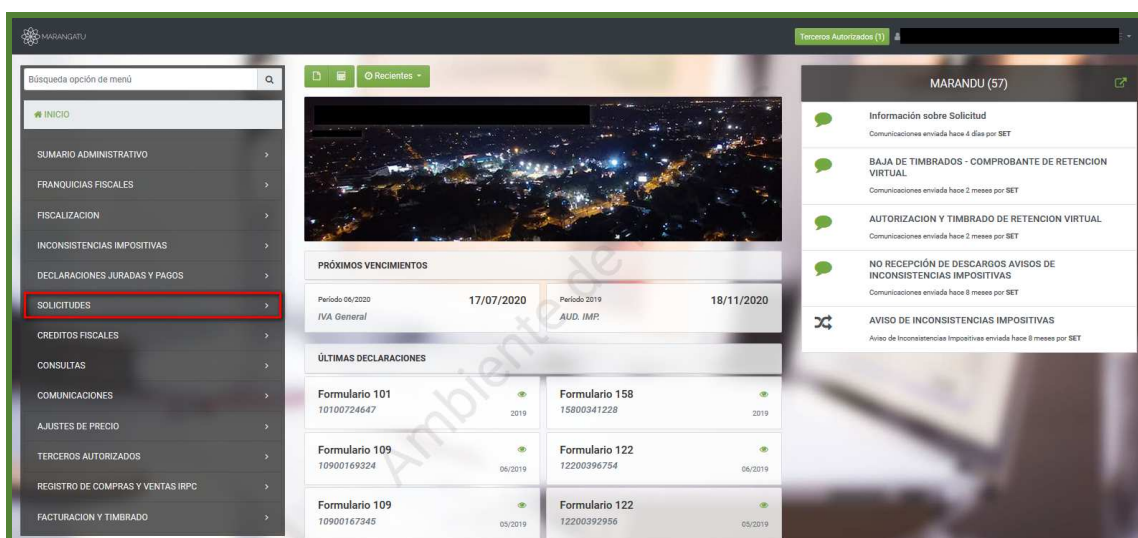 MARANGATU
Terceros Autorizados (1)
Búsqueda opción de menú
INICIO
SUMARIO ADMINISTRATIVO
FRANQUICIAS FISCALES
FISCALIZACION
INCONSISTENCIAS IMPOSITIVAS
DECLARACIONES JURADAS Y PAGOS
SOLICITUDES
CREDITOS FISCALES
CONSULTAS
COMUNICACIONES
AJUSTES DE PRECIO
TERCEROS AUTORIZADOS
REGISTRO DE COMPRAS Y VENTAS IRPC
FACTURACION Y TIMBRADO
Recientes
PRÓXIMOS VENCIMIENTOS
Periodo 06/2020 17/07/2020
IVA General
Periodo 2019 18/11/2020
AUD. IMP.
ÚLTIMAS DECLARACIONES
Formulario 101
10100724647 2019
Formulario 158
15800341228 2019
Formulario 109
10900169324 06/2019
Formulario 122
12200396754 06/2019
Formulario 109
10900167345 05/2019
Formulario 122
12200392956 05/2019
Ambiente de
MARANDU (57)
Información sobre Solicitud
Comunicaciones enviada hace 4 días por SET
BAJA DE TIMBRADOS - COMPROBANTE DE RETENCION
VIRTUAL
Comunicaciones enviada hace 2 meses por SET
AUTORIZACION Y TIMBRADO DE RETENCION VIRTUAL
Comunicaciones enviada hace 2 meses por SET
NO RECEPCIÓN DE DESCARGOS AVISOS DE
INCONSISTENCIAS IMPOSITIVAS
Comunicaciones enviada hace 8 meses por SET
AVISO DE INCONSISTENCIAS IMPOSITIVAS
Aviso de Inconsistencias Impositivas enviada hace 8 meses por SET